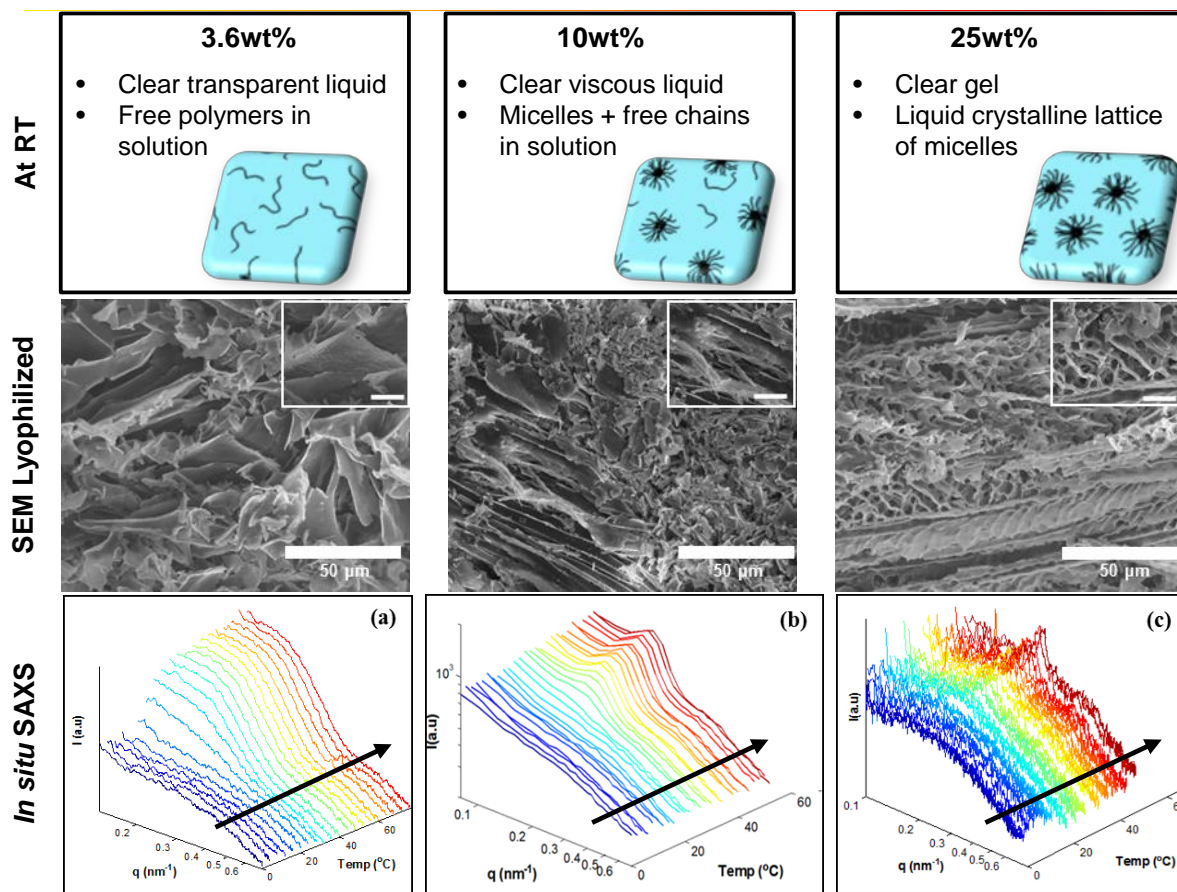 3.6wt%
• Clear transparent liquid
• Free polymers in
solution
10wt%
• Clear viscous liquid
• Micelles + free chains
in solution
25wt%
• Clear gel
• Liquid crystalline lattice
of micelles
At RT
SEM Lyophilized
50 µm
50 µm
50 µm
In situ SAXS
(a)
I (a.u
0.2
0.3
0.4
0.5
0.6
q (nm-1)
0
20
40
60
Temp (oC)
(b)
103
I(a.u)
0.1
0.2
0.3
0.4
0.5
0.6
q (nm-1)
0
20
40
60
Temp (oC)
(c)
I(a.u)
0.1
0.2
0.3
0.4
0.5
0.6
q (nm-1)
0
20
40
Temp (oC)